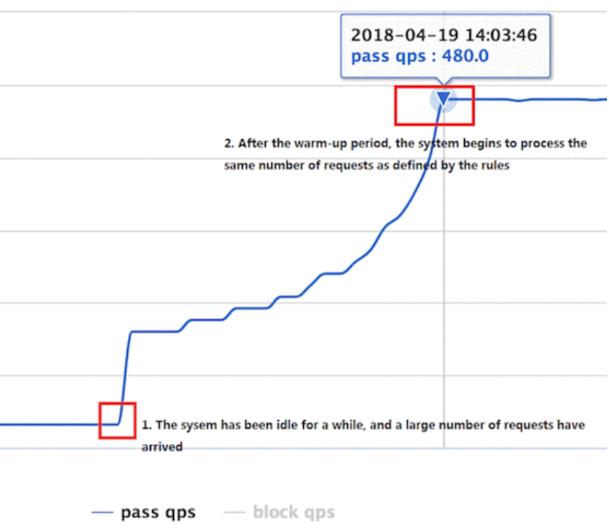 2018-04-19 14:03:46
pass qps : 480.0
2. After the warm-up period, the system begins to process the
same number of requests as defined by the rules
1. The sysem has been idle for a while, and a large number of requests have
arrived
pass qps block qps